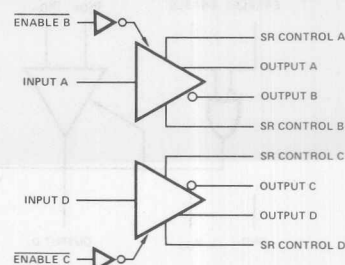 ENABLE B
SR CONTROL A
OUTPUT A
INPUT A
OUTPUT B
SR CONTROL B
SR CONTROL C
OUTPUT C
INPUT D
OUTPUT D
SR CONTROL D
ENABLE C